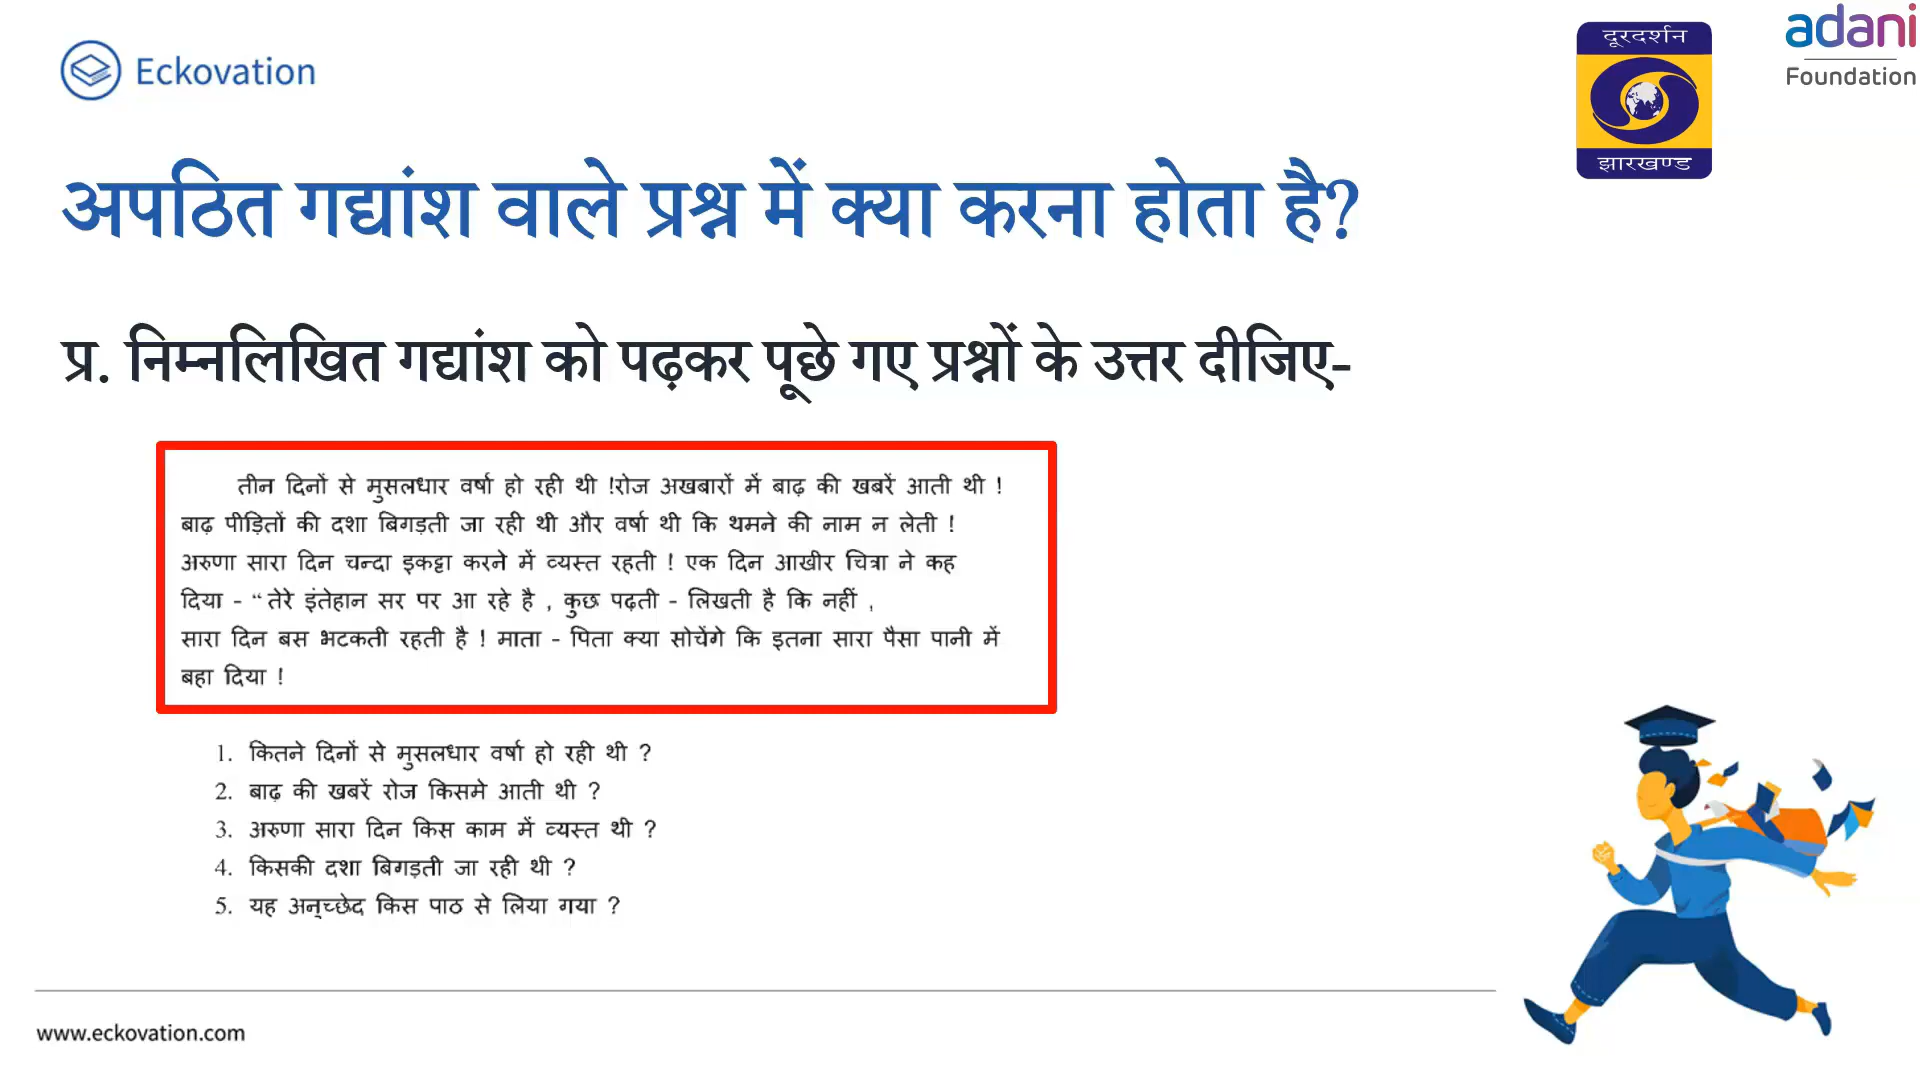 Eckovation
दूरदर्शन
झारखण्ड
adani
Foundation
अपठित गद्यांश वाले प्रश्न में क्या करना होता है?
प्र. निम्नलिखित गद्यांश को पढ़कर पूछे गए प्रश्नों के उत्तर दीजिए-
तीन दिनों से मुसलधार वर्षा हो रही थी !रोज अखबारों में बाढ़ की खबरें आती थी !
बाढ़ पीड़ितों की दशा बिगड़ती जा रही थी और वर्षा थी कि थमने की नाम न लेती !
अरुणा सारा दिन चन्दा इकट्टा करने में व्यस्त रहती ! एक दिन आखीर चित्रा ने कह
दिया - “ तेरे इंतेहान सर पर आ रहे है , कुछ पढ़ती - लिखती है कि नहीं ,
सारा दिन बस भटकती रहती है ! माता - पिता क्या सोचेंगे कि इतना सारा पैसा पानी में
बहा दिया !
1. कितने दिनों से मुसलधार वर्षा हो रही थी ?
2. बाढ़ की खबरें रोज किसमे आती थी ?
3. अरुणा सारा दिन किस काम में व्यस्त थी ?
4. किसकी दशा बिगड़ती जा रही थी ?
5. यह अनुच्छेद किस पाठ से लिया गया ?
www.eckovation.com